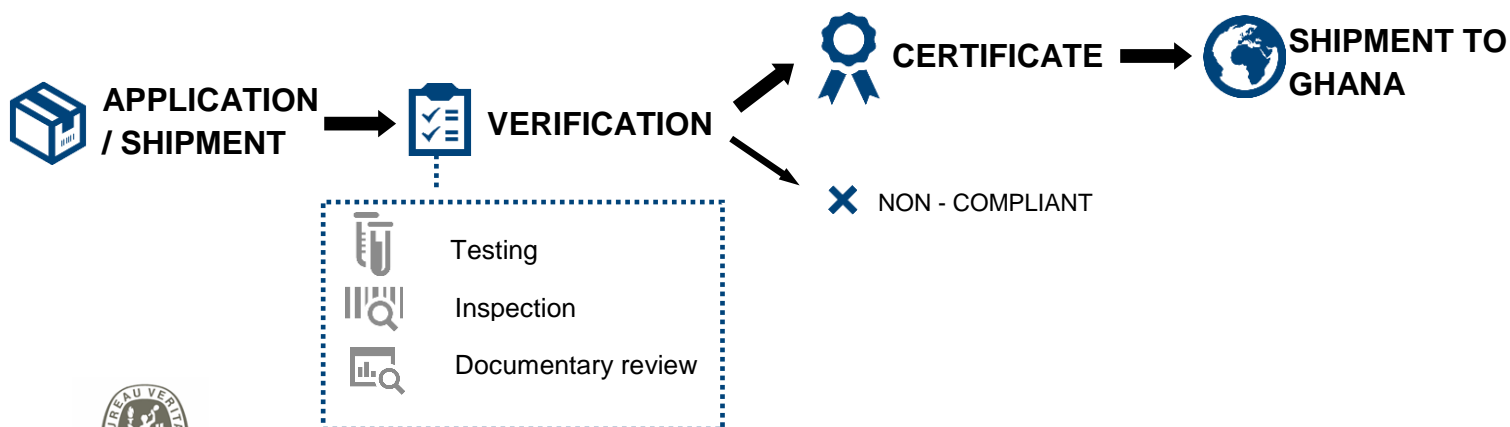 APPLICATION
/ SHIPMENT
VERIFICATION
CERTIFICATE
SHIPMENT TO
GHANA
NON - COMPLIANT
Testing
Inspection
Documentary review